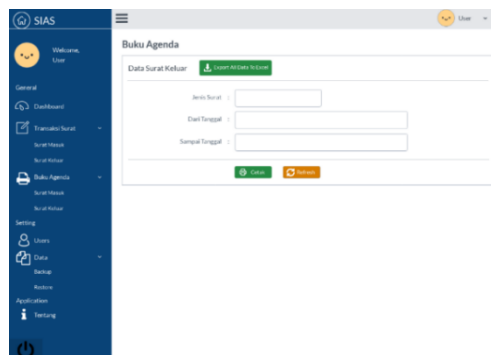 SIAS
User
Welcome,
User
General
Dashboard
Transaksi Surat
Surat Masuk
Surat Keluar
Buku Agenda
Surat Masuk
Surat Keluar
Setting
Users
Data
Backup
Restore
Application
Tentang
Buku Agenda
Data Surat Keluar
Export All Data To Excel
Jenis Surat :
Dari Tanggal :
Sampai Tanggal :
Cetak
Refresh